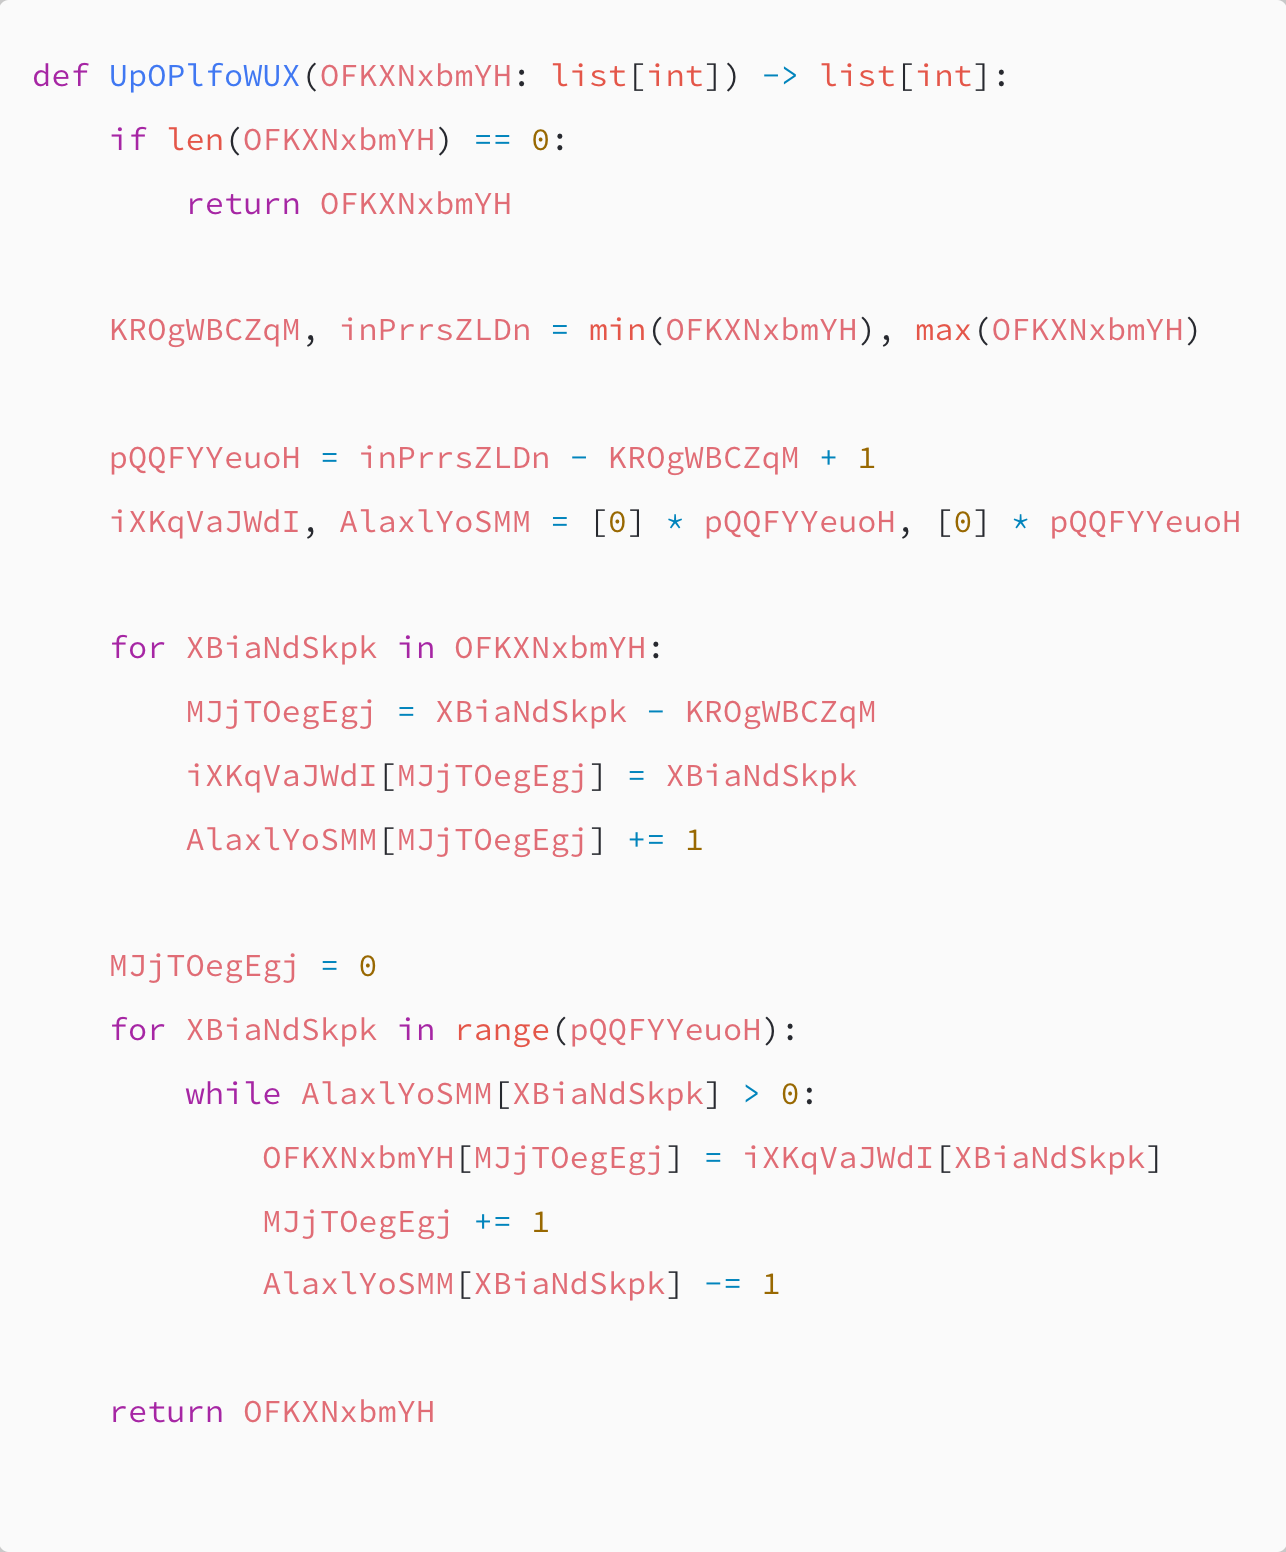 def UpOPlfoWUX(OFKXNxbmYH: list[int]) -> list[int]:
    if len(OFKXNxbmYH) == 0:
        return OFKXNxbmYH

    KROgWBCZqM, inPrrsZLDn = min(OFKXNxbmYH), max(OFKXNxbmYH)

    pQQFYYeuoH = inPrrsZLDn - KROgWBCZqM + 1
    iXKqVaJWdI, AlaxlYoSMM = [0] * pQQFYYeuoH, [0] * pQQFYYeuoH

    for XBiaNdSkpk in OFKXNxbmYH:
        MJjTOegEgj = XBiaNdSkpk - KROgWBCZqM
        iXKqVaJWdI[MJjTOegEgj] = XBiaNdSkpk
        AlaxlYoSMM[MJjTOegEgj] += 1

    MJjTOegEgj = 0
    for XBiaNdSkpk in range(pQQFYYeuoH):
        while AlaxlYoSMM[XBiaNdSkpk] > 0:
            OFKXNxbmYH[MJjTOegEgj] = iXKqVaJWdI[XBiaNdSkpk]
            MJjTOegEgj += 1
            AlaxlYoSMM[XBiaNdSkpk] -= 1

    return OFKXNxbmYH